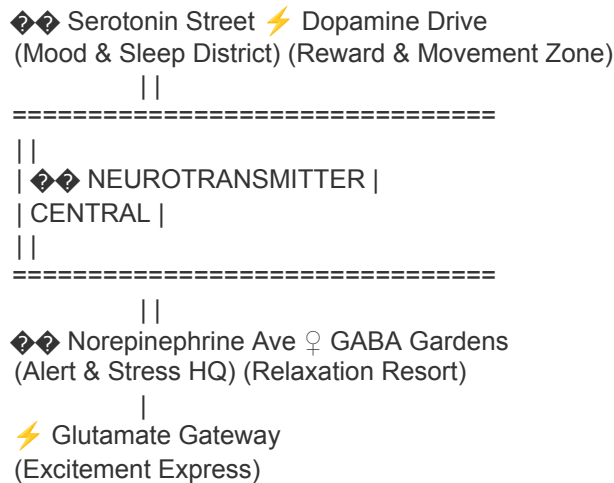 �� Serotonin Street ⚡ Dopamine Drive
(Mood & Sleep District) (Reward & Movement Zone)
| |
================================
| |
| �� NEUROTRANSMITTER |
| CENTRAL |
| |
================================
| |
�� Norepinephrine Ave ♀ GABA Gardens
(Alert & Stress HQ) (Relaxation Resort)
|
⚡ Glutamate Gateway
(Excitement Express)